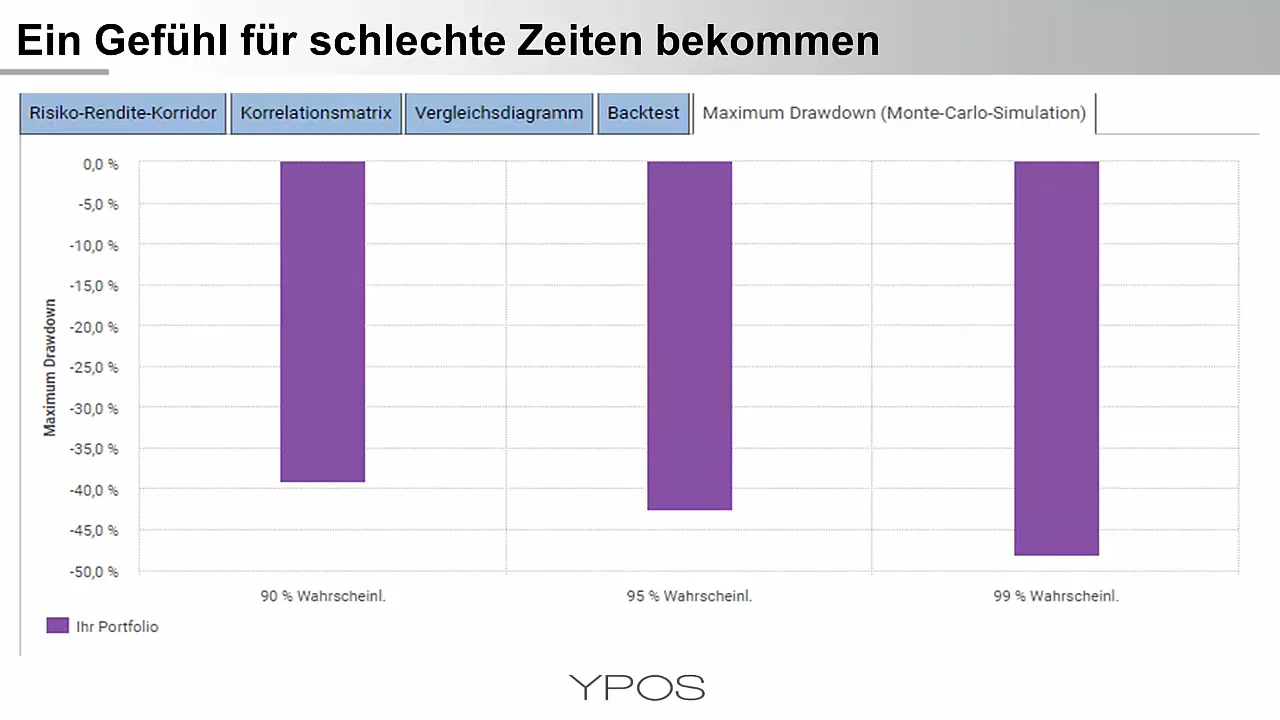 Ein Gefühl für schlechte Zeiten bekommen
Risiko-Rendite-Korridor Korrelationsmatrix Vergleichsdiagramm Backtest Maximum Drawdown (Monte-Carlo-Simulation)
0,0 %
-5,0 %
-10,0 %
-15,0 %
-20,0 %
-25,0 %
-30,0 %
-35,0 %
-40,0 %
-45,0 %
-50,0 %
Maximum Drawdown
90 % Wahrscheinl. 95 % Wahrscheinl. 99 % Wahrscheinl.
Ihr Portfolio
YPOS